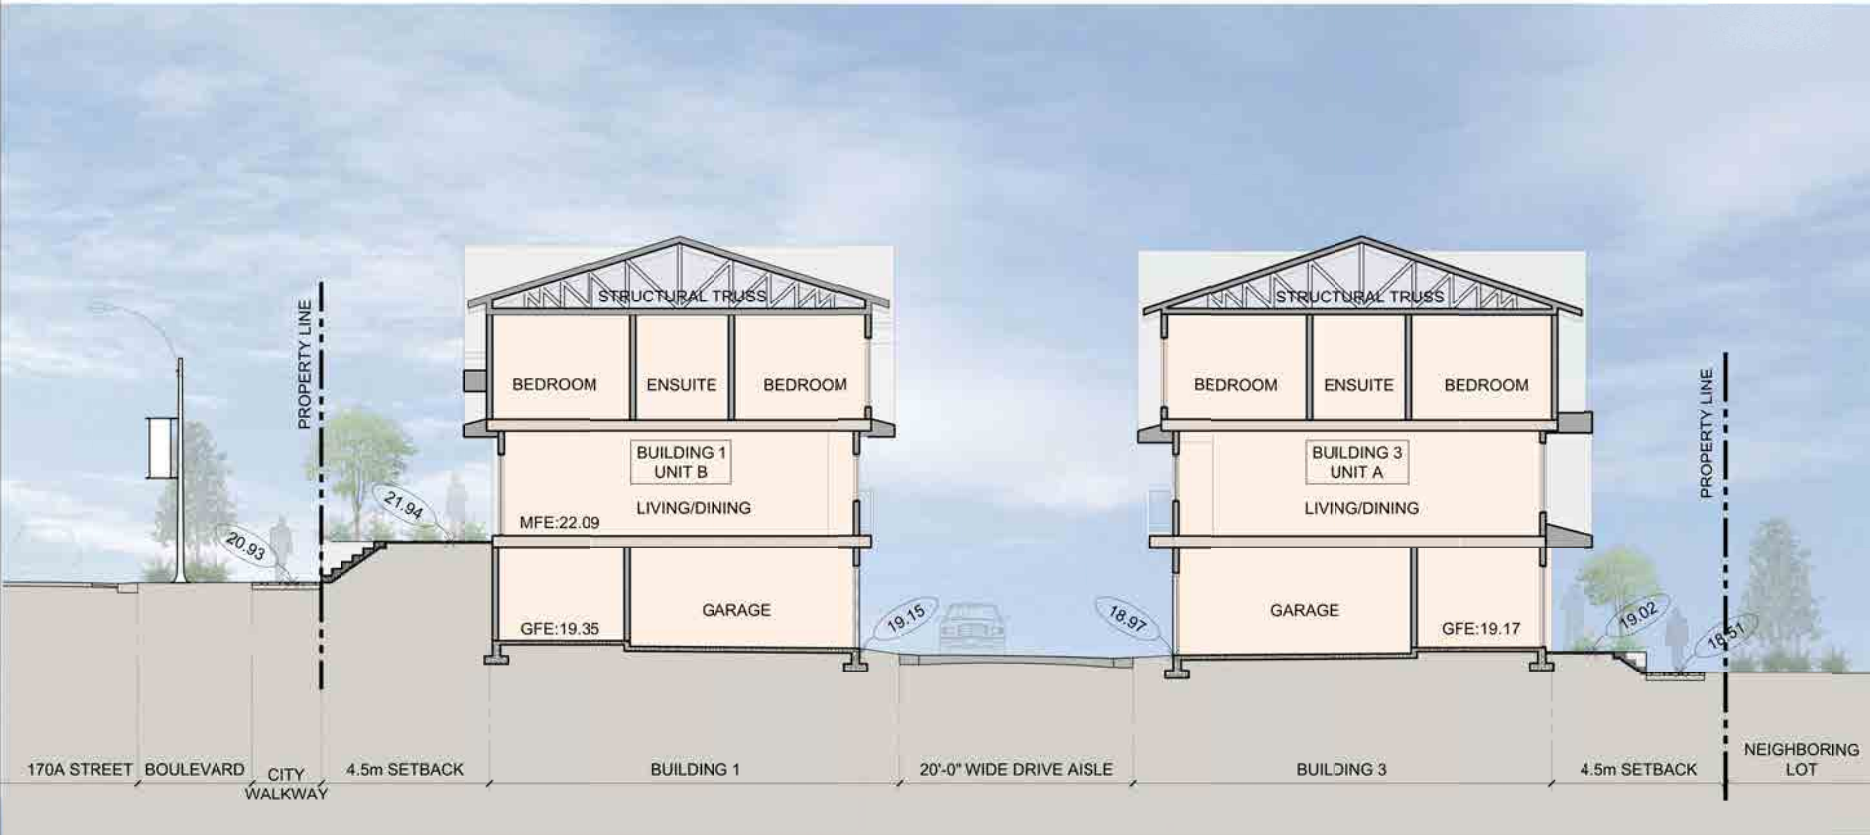 STRUCTURAL TRUSS
STRUCTURAL TRUSS
PROPERTY LINE
PROPERTY LINE
BEDROOM
ENSUITE
BEDROOM
BEDROOM
ENSUITE
BEDROOM
BUILDING 1
UNIT B
BUILDING 3
UNIT A
21.94
LIVING/DINING
LIVING/DINING
MFE:22.09
20.93
GARAGE
GARAGE
GFE:19.35
19.15
18.97
GFE:19.17
19.02
18.51
170A STREET
BOULEVARD
CITY
WALKWAY
4.5m SETBACK
BUILDING 1
20'-0" WIDE DRIVE AISLE
BUILDING 3
4.5m SETBACK
NEIGHBORING
LOT